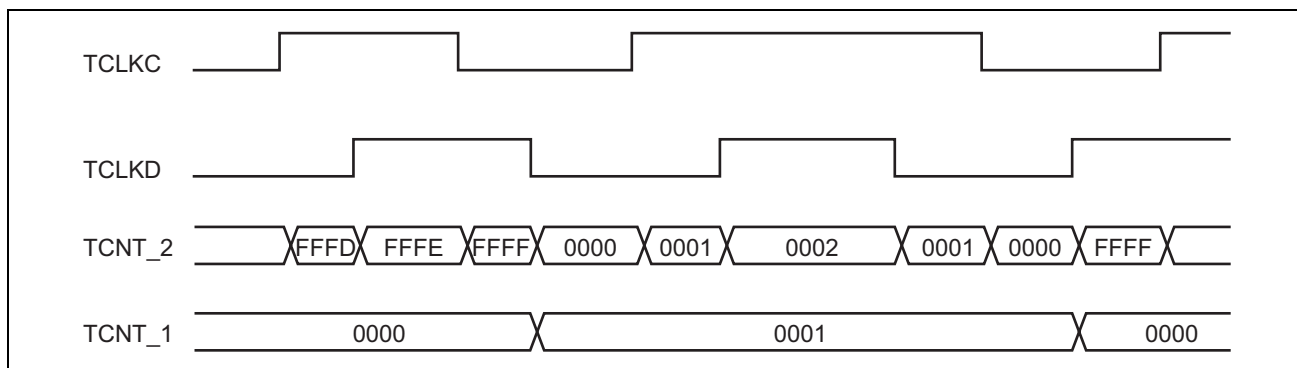 TCLKC
TCLKD
TCNT_2 FFFD FFFE FFFF 0000 0001 0002 0001 0000 FFFF
TCNT_1 0000 0001 0000